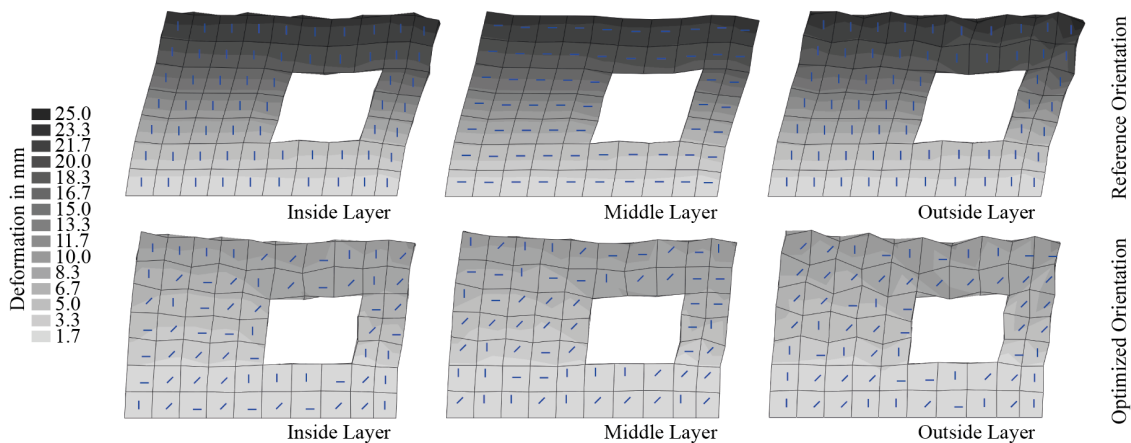 Deformation in mm
25.0
23.3
21.7
20.0
18.3
16.7
15.0
13.3
11.7
10.0
8.3
6.7
5.0
3.3
1.7
Inside Layer
Middle Layer
Outside Layer
Reference Orientation
Inside Layer
Middle Layer
Outside Layer
Optimized Orientation